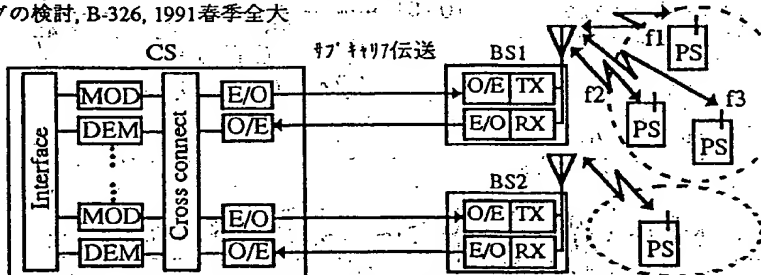 プの検討, B-326, 1991春季全大
CS
サブキャリア伝送
BS1
f1
PS
Interface
MOD
Cross connect
E/O
O/E
TX
f2
f3
DEM
O/E
E/O
RX
PS
PS
BS2
MOD
E/O
O/E
TX
DEM
O/E
E/O
RX
PS